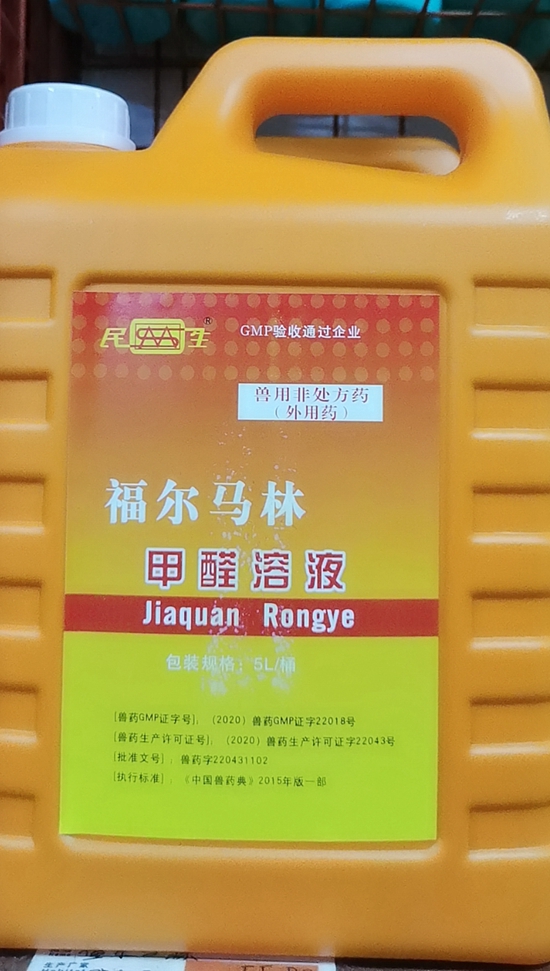 民生®
GMP验收通过企业
兽用非处方药
（外用药）
福尔马林
甲醛溶液
Jiaquan Rongye
包装规格：5L/桶
[兽药GMP证字号]：（2020）兽药GMP证字22018号
[兽药生产许可证号]：（2020）兽药生产许可证字22043号
[批准文号]：兽药字220431102
[执行标准]：《中国兽药典》2015年版一部
生产厂家